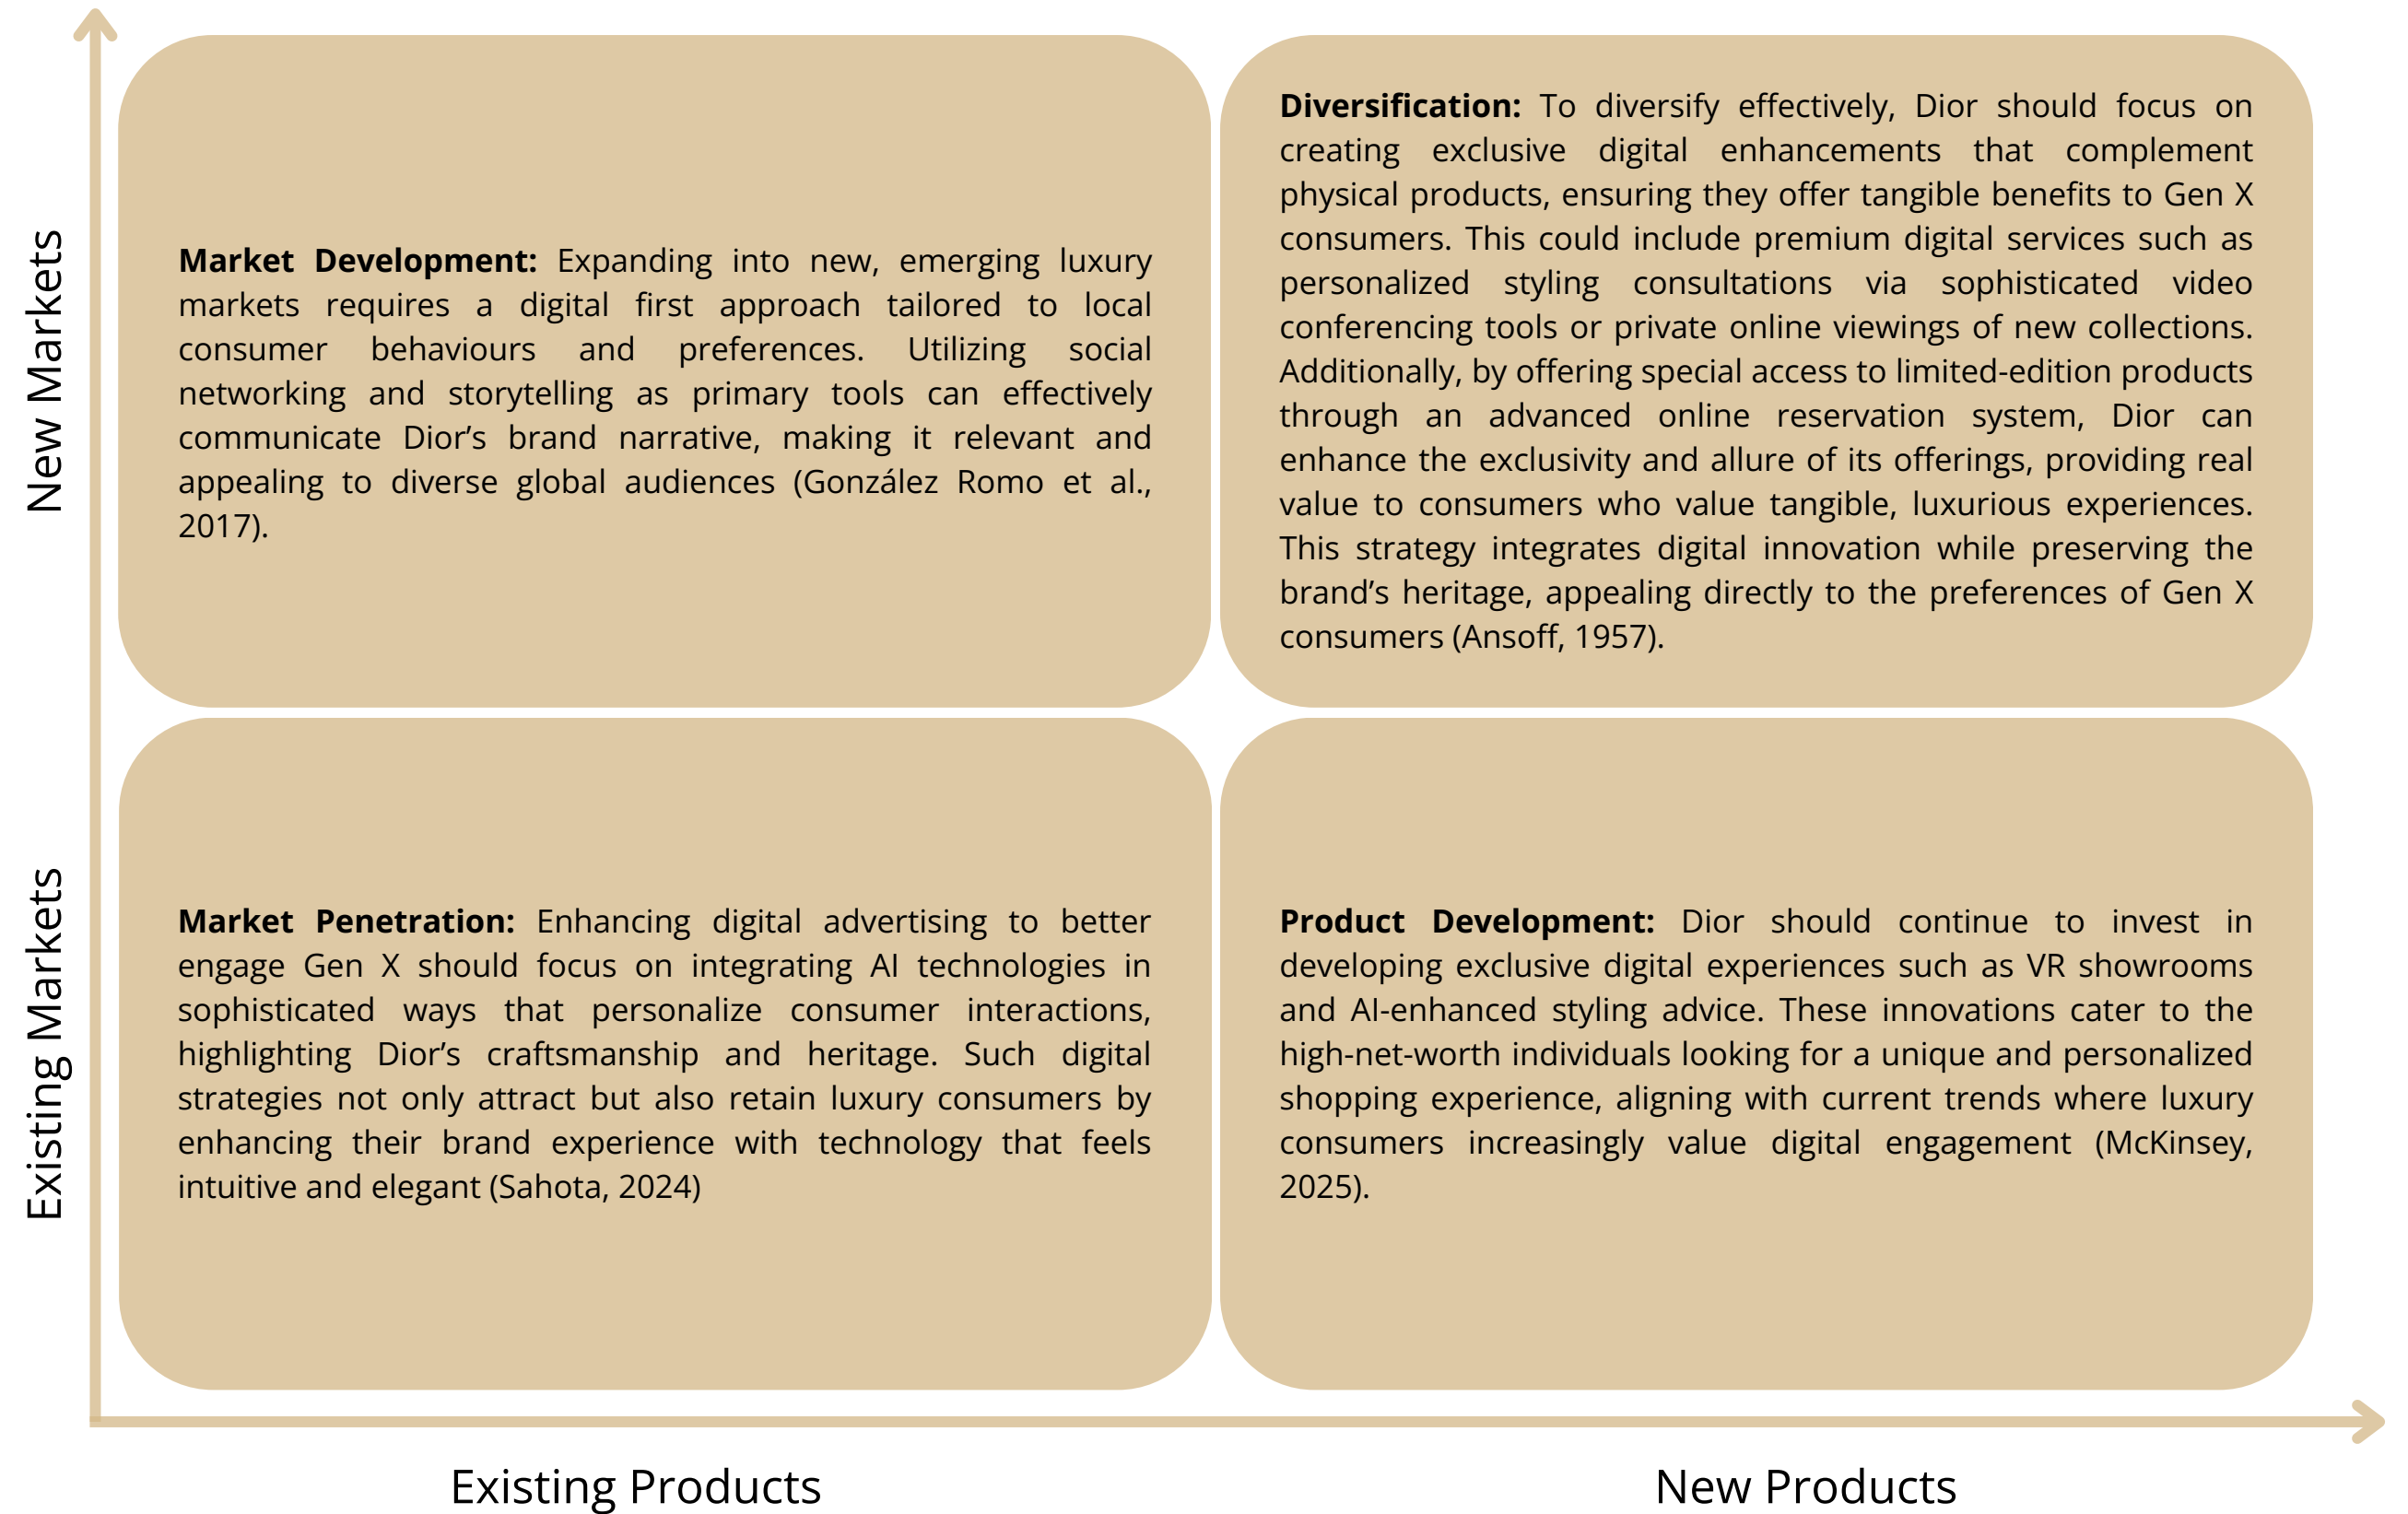 New Markets
Market Development: Expanding into new, emerging luxury
markets requires a digital first approach tailored to local
consumer behaviours and preferences. Utilizing social
networking and storytelling as primary tools can effectively
communicate Dior’s brand narrative, making it relevant and
appealing to diverse global audiences (González Romo et al.,
2017).
Diversification: To diversify effectively, Dior should focus on
creating exclusive digital enhancements that complement
physical products, ensuring they offer tangible benefits to Gen X
consumers. This could include premium digital services such as
personalized styling consultations via sophisticated video
conferencing tools or private online viewings of new collections.
Additionally, by offering special access to limited-edition products
through an advanced online reservation system, Dior can
enhance the exclusivity and allure of its offerings, providing real
value to consumers who value tangible, luxurious experiences.
This strategy integrates digital innovation while preserving the
brand’s heritage, appealing directly to the preferences of Gen X
consumers (Ansoff, 1957).
Existing Markets
Market Penetration: Enhancing digital advertising to better
engage Gen X should focus on integrating AI technologies in
sophisticated ways that personalize consumer interactions,
highlighting Dior’s craftsmanship and heritage. Such digital
strategies not only attract but also retain luxury consumers by
enhancing their brand experience with technology that feels
intuitive and elegant (Sahota, 2024)
Product Development: Dior should continue to invest in
developing exclusive digital experiences such as VR showrooms
and AI-enhanced styling advice. These innovations cater to the
high-net-worth individuals looking for a unique and personalized
shopping experience, aligning with current trends where luxury
consumers increasingly value digital engagement (McKinsey,
2025).
Existing Products
New Products